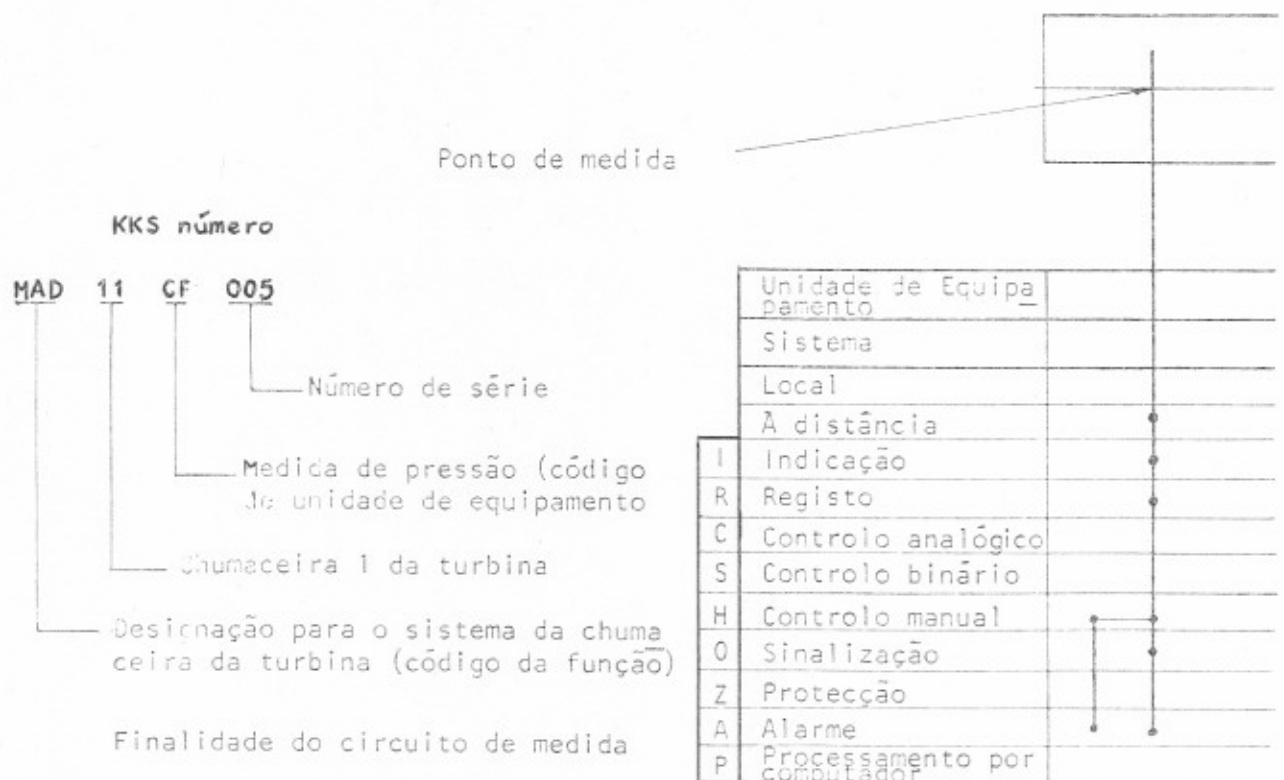 Ponto de medida
KKS número
MAD 11 CF 005
Número de série
Medida de pressão (código
de unidade de equipamento
Chumaceira 1 da turbina
Designação para o sistema da chuma
ceira da turbina (código da função)
Finalidade do circuito de medida
Unidade de Equipa
pamento
Sistema
Local
À distância
I Indicação
R Registo
C Controlo analógico
S Controlo binário
H Controlo manual
O Sinalização
Z Protecção
A Alarme
P Processamento por
computador